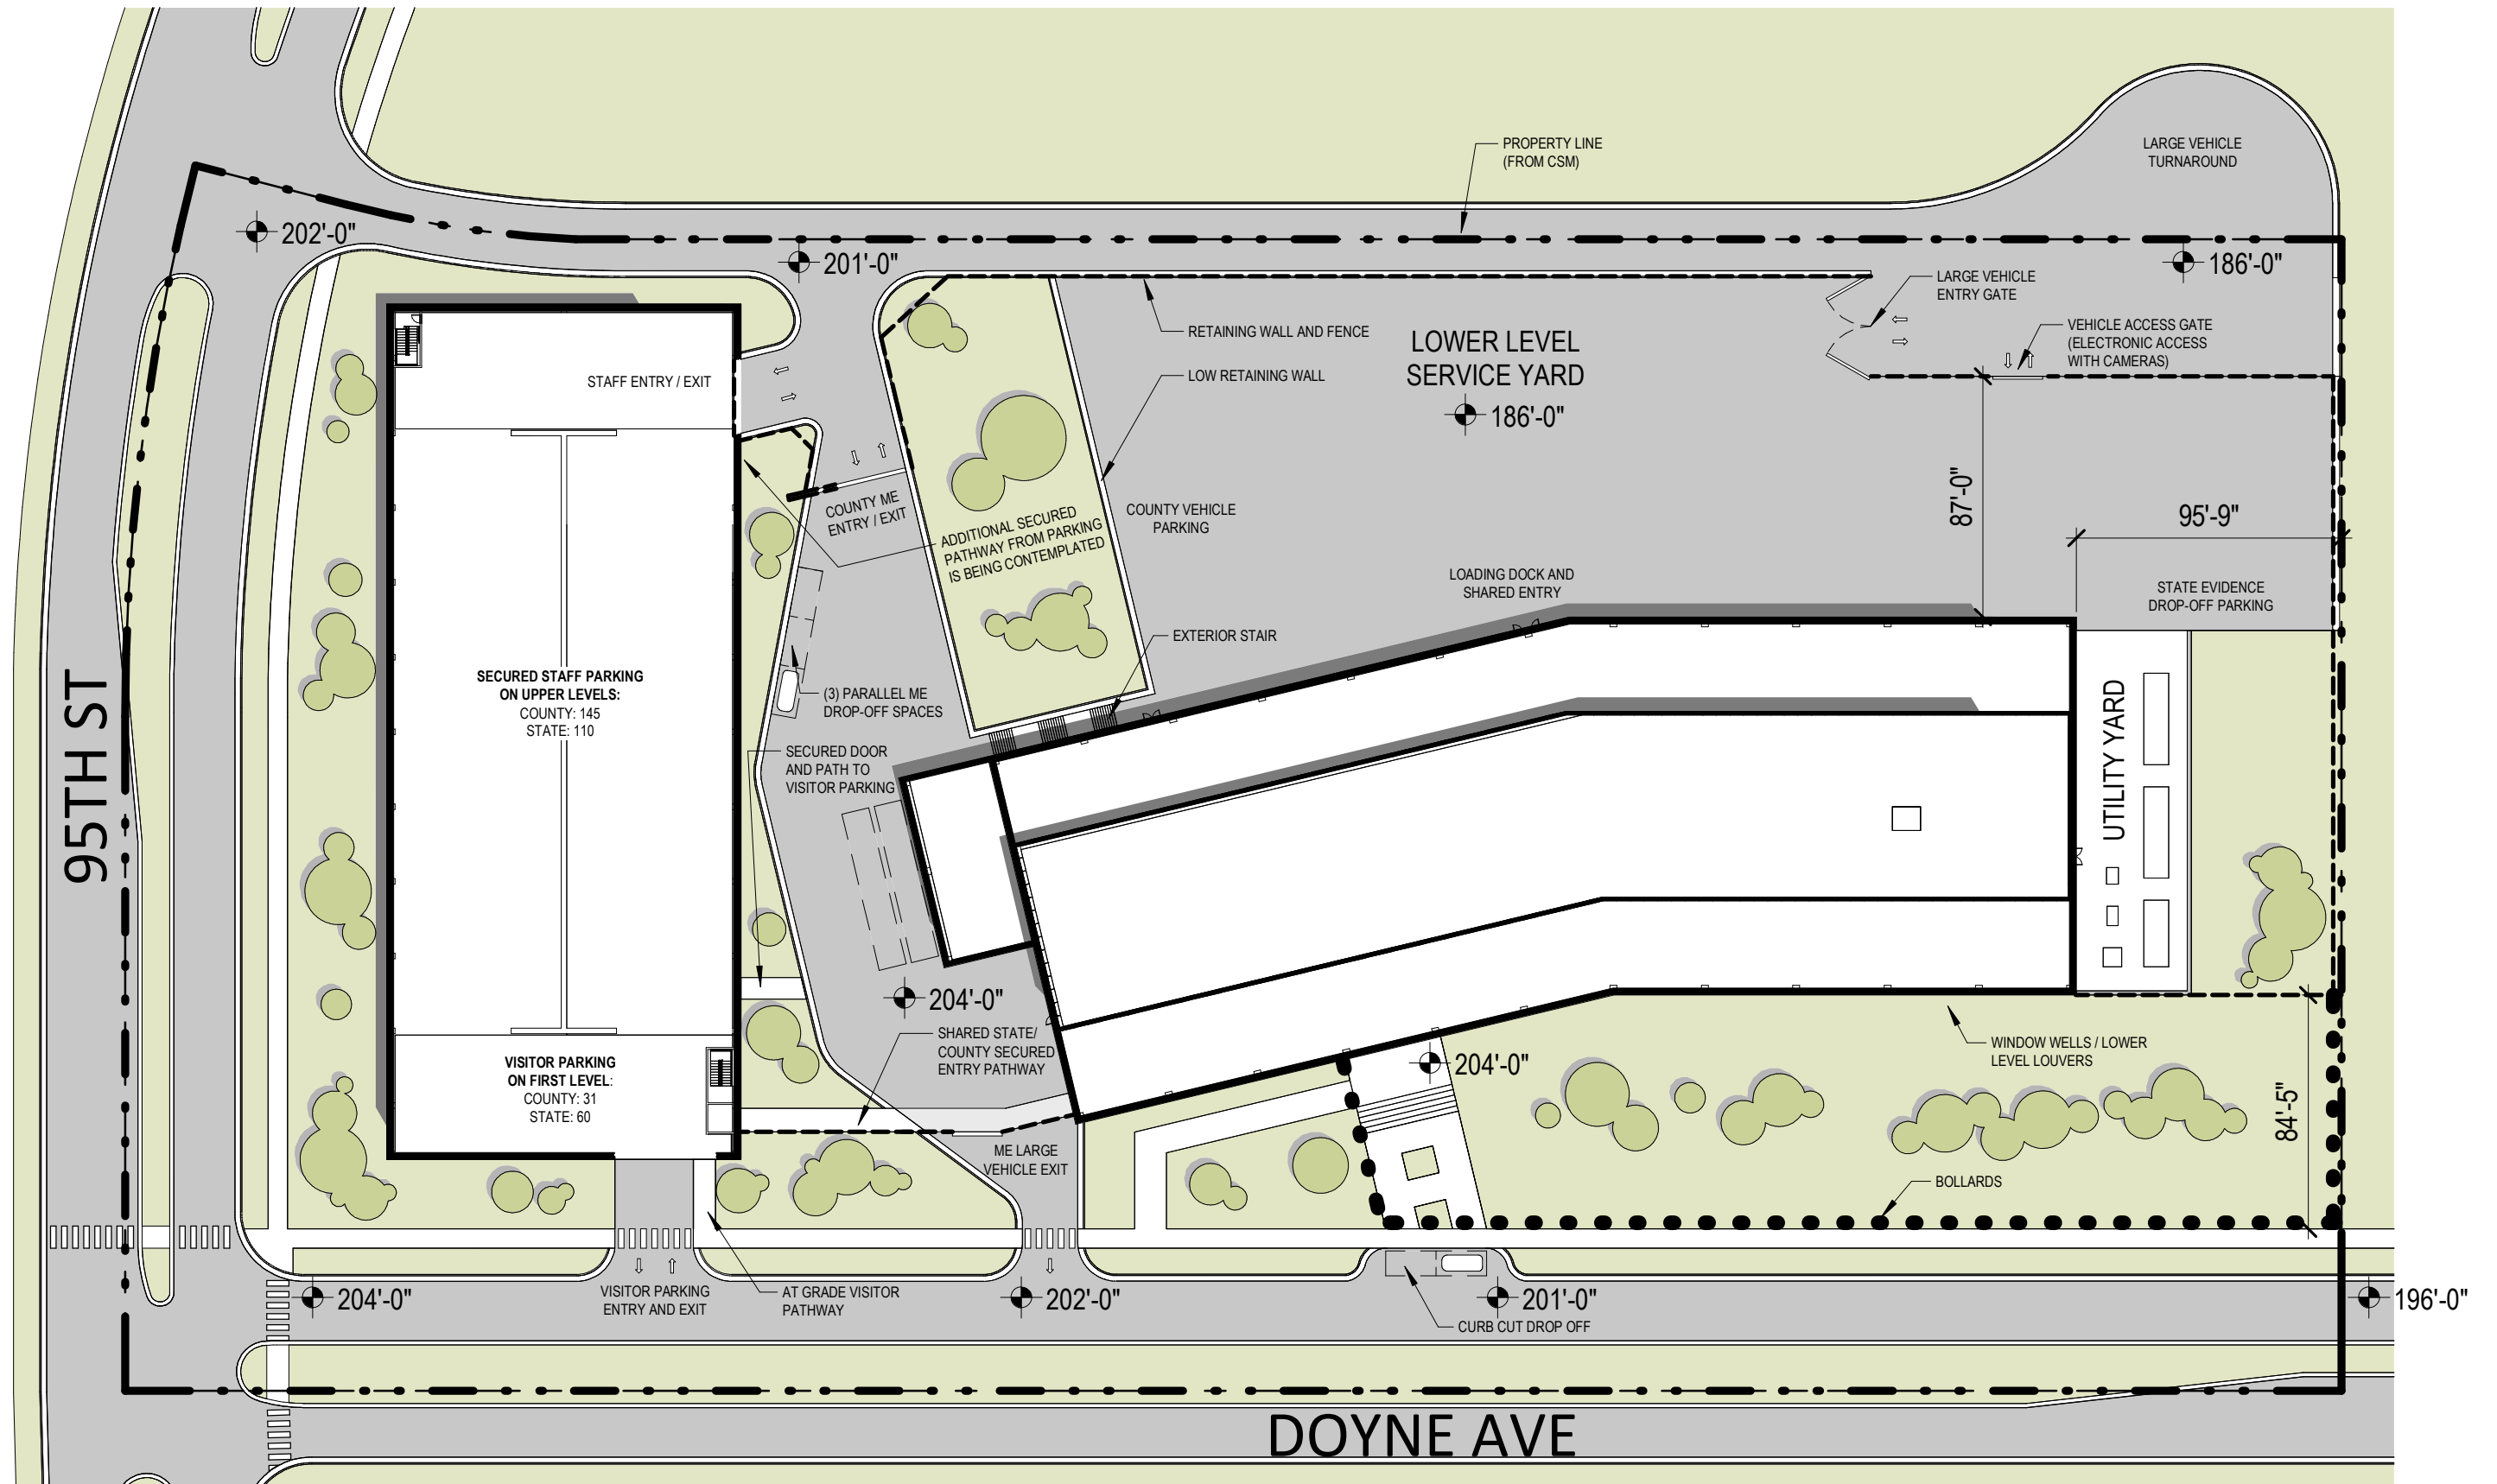 PROPERTY LINE
(FROM CSM)
LARGE VEHICLE
TURNAROUND
202'-0"
201'-0"
186'-0"
LARGE VEHICLE
ENTRY GATE
RETAINING WALL AND FENCE
LOWER LEVEL
SERVICE YARD
186'-0"
VEHICLE ACCESS GATE
(ELECTRONIC ACCESS
WITH CAMERAS)
STAFF ENTRY / EXIT
LOW RETAINING WALL
COUNTY ME
ENTRY / EXIT
ADDITIONAL SECURED
PATHWAY FROM PARKING
IS BEING CONTEMPLATED
COUNTY VEHICLE
PARKING
87'-0"
95'-9"
LOADING DOCK AND
SHARED ENTRY
STATE EVIDENCE
DROP-OFF PARKING
EXTERIOR STAIR
95TH ST
SECURED STAFF PARKING
ON UPPER LEVELS:
COUNTY: 145
STATE: 110
(3) PARALLEL ME
DROP-OFF SPACES
SECURED DOOR
AND PATH TO
VISITOR PARKING
UTILITY YARD
204'-0"
SHARED STATE/
COUNTY SECURED
ENTRY PATHWAY
204'-0"
WINDOW WELLS / LOWER
LEVEL LOUVERS
VISITOR PARKING
ON FIRST LEVEL:
COUNTY: 31
STATE: 60
84'-5"
ME LARGE
VEHICLE EXIT
BOLLARDS
204'-0"
VISITOR PARKING
ENTRY AND EXIT
AT GRADE VISITOR
PATHWAY
202'-0"
201'-0"
196'-0"
CURB CUT DROP OFF
DOYNE AVE